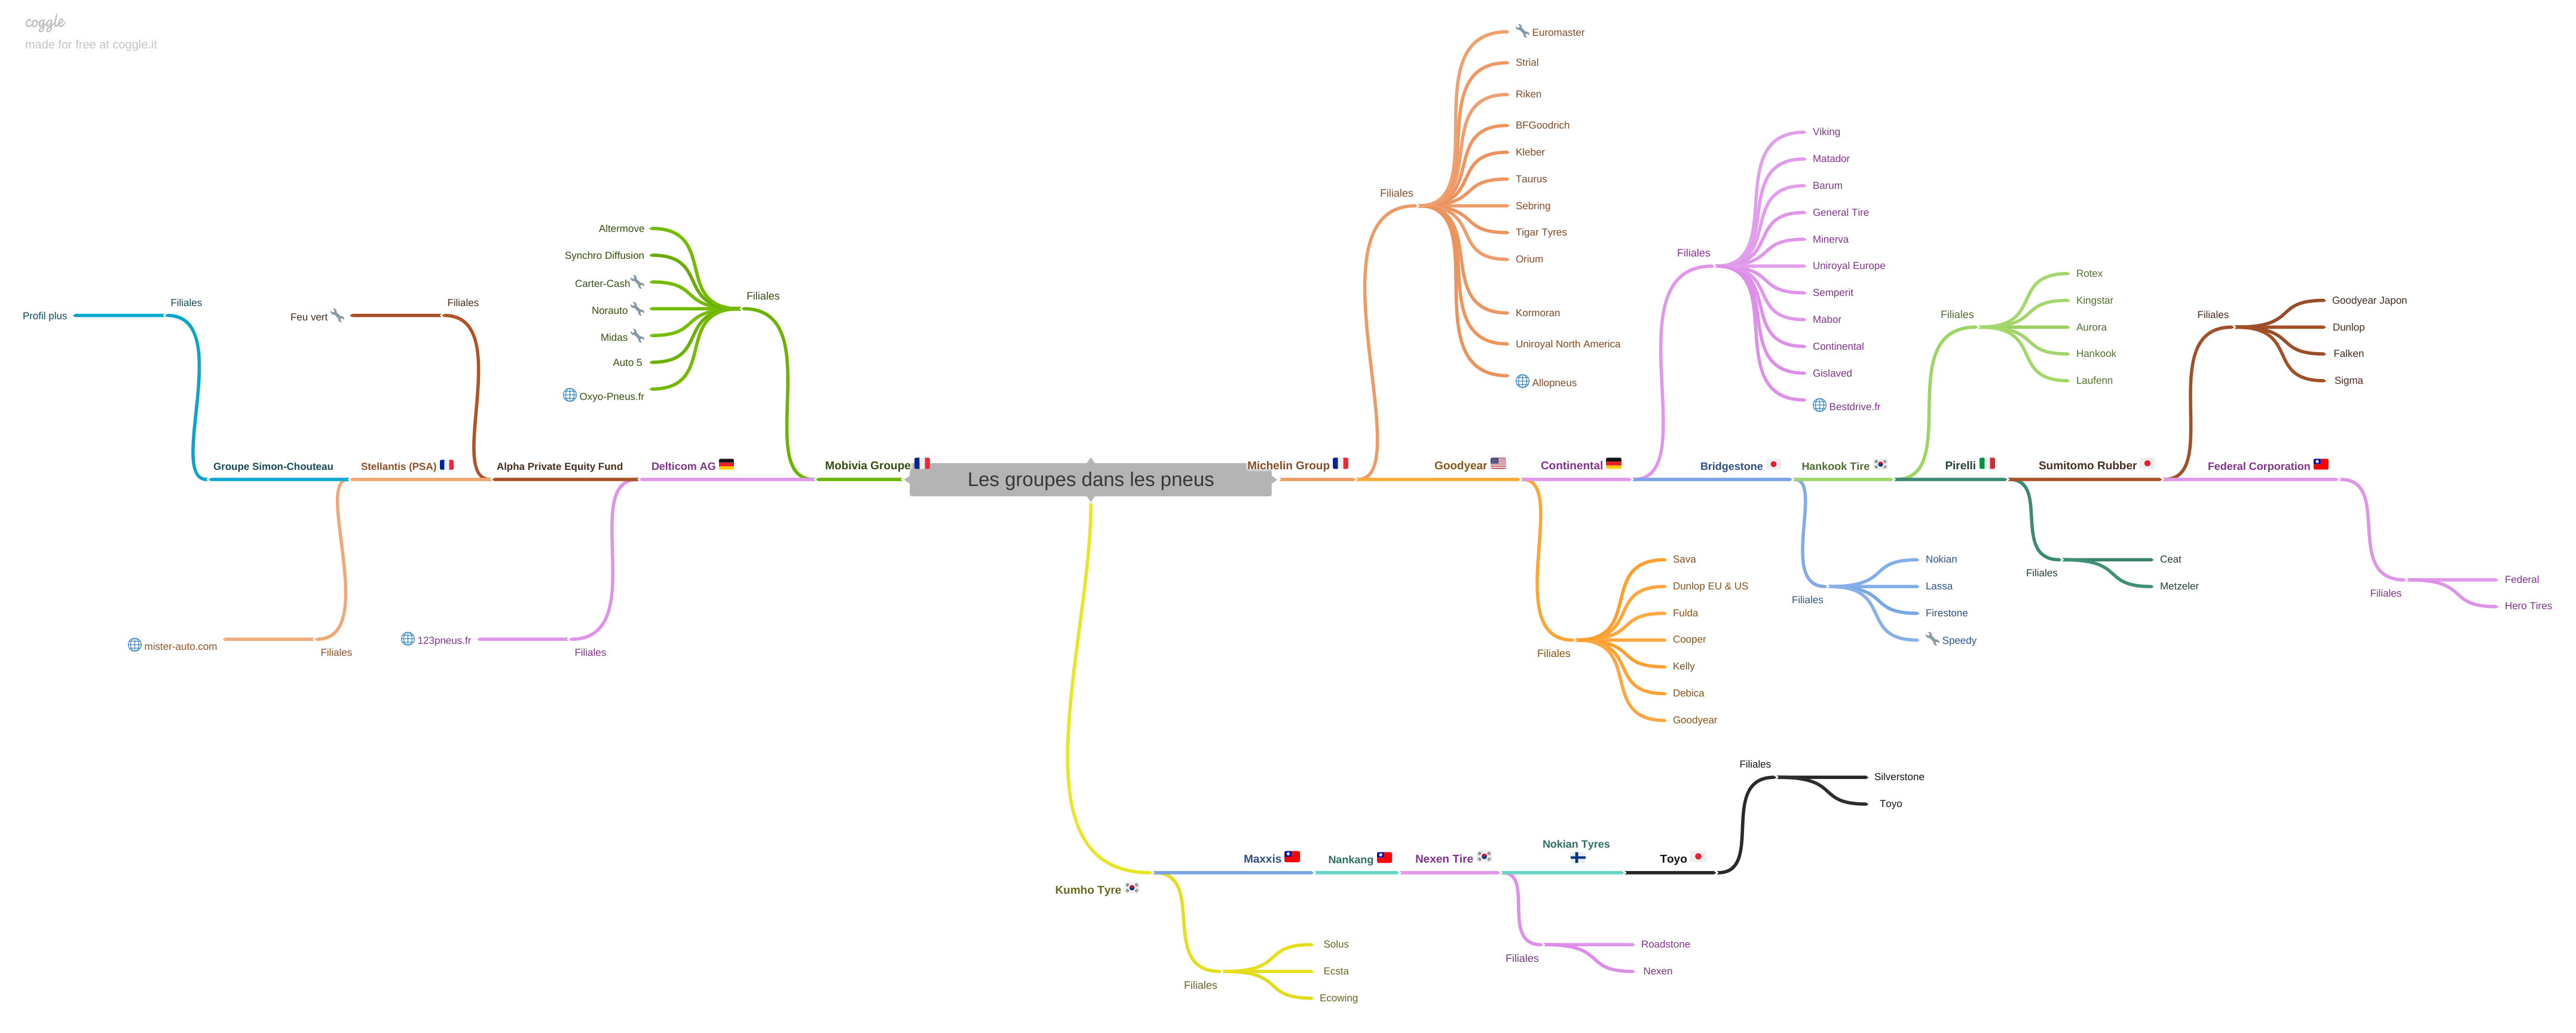 coggle
made for free at coggle.it
Les groupes dans les pneus
Michelin Group
Filiales
Euromaster
Strial
Riken
BFGoodrich
Kleber
Taurus
Sebring
Tigar Tyres
Orium
Kormoran
Uniroyal North America
Allopneus
Goodyear
Filiales
Sava
Dunlop EU & US
Fulda
Cooper
Kelly
Debica
Goodyear
Continental
Filiales
Viking
Matador
Barum
General Tire
Minerva
Uniroyal Europe
Semperit
Mabor
Continental
Gislaved
Bestdrive.fr
Bridgestone
Filiales
Nokian
Lassa
Firestone
Speedy
Hankook Tire
Filiales
Rotex
Kingstar
Aurora
Hankook
Laufenn
Pirelli
Filiales
Ceat
Metzeler
Sumitomo Rubber
Filiales
Goodyear Japon
Dunlop
Falken
Sigma
Federal Corporation
Filiales
Federal
Hero Tires
Kumho Tyre
Filiales
Solus
Ecsta
Ecowing
Maxxis
Nankang
Nexen Tire
Filiales
Roadstone
Nexen
Nokian Tyres
Toyo
Filiales
Silverstone
Toyo
Mobivia Groupe
Filiales
Altermove
Synchro Diffusion
Carter-Cash
Norauto
Midas
Auto 5
Oxyo-Pneus.fr
Delticom AG
Filiales
123pneus.fr
Alpha Private Equity Fund
Filiales
Feu vert
Stellantis (PSA)
Filiales
mister-auto.com
Groupe Simon-Chouteau
Filiales
Profil plus